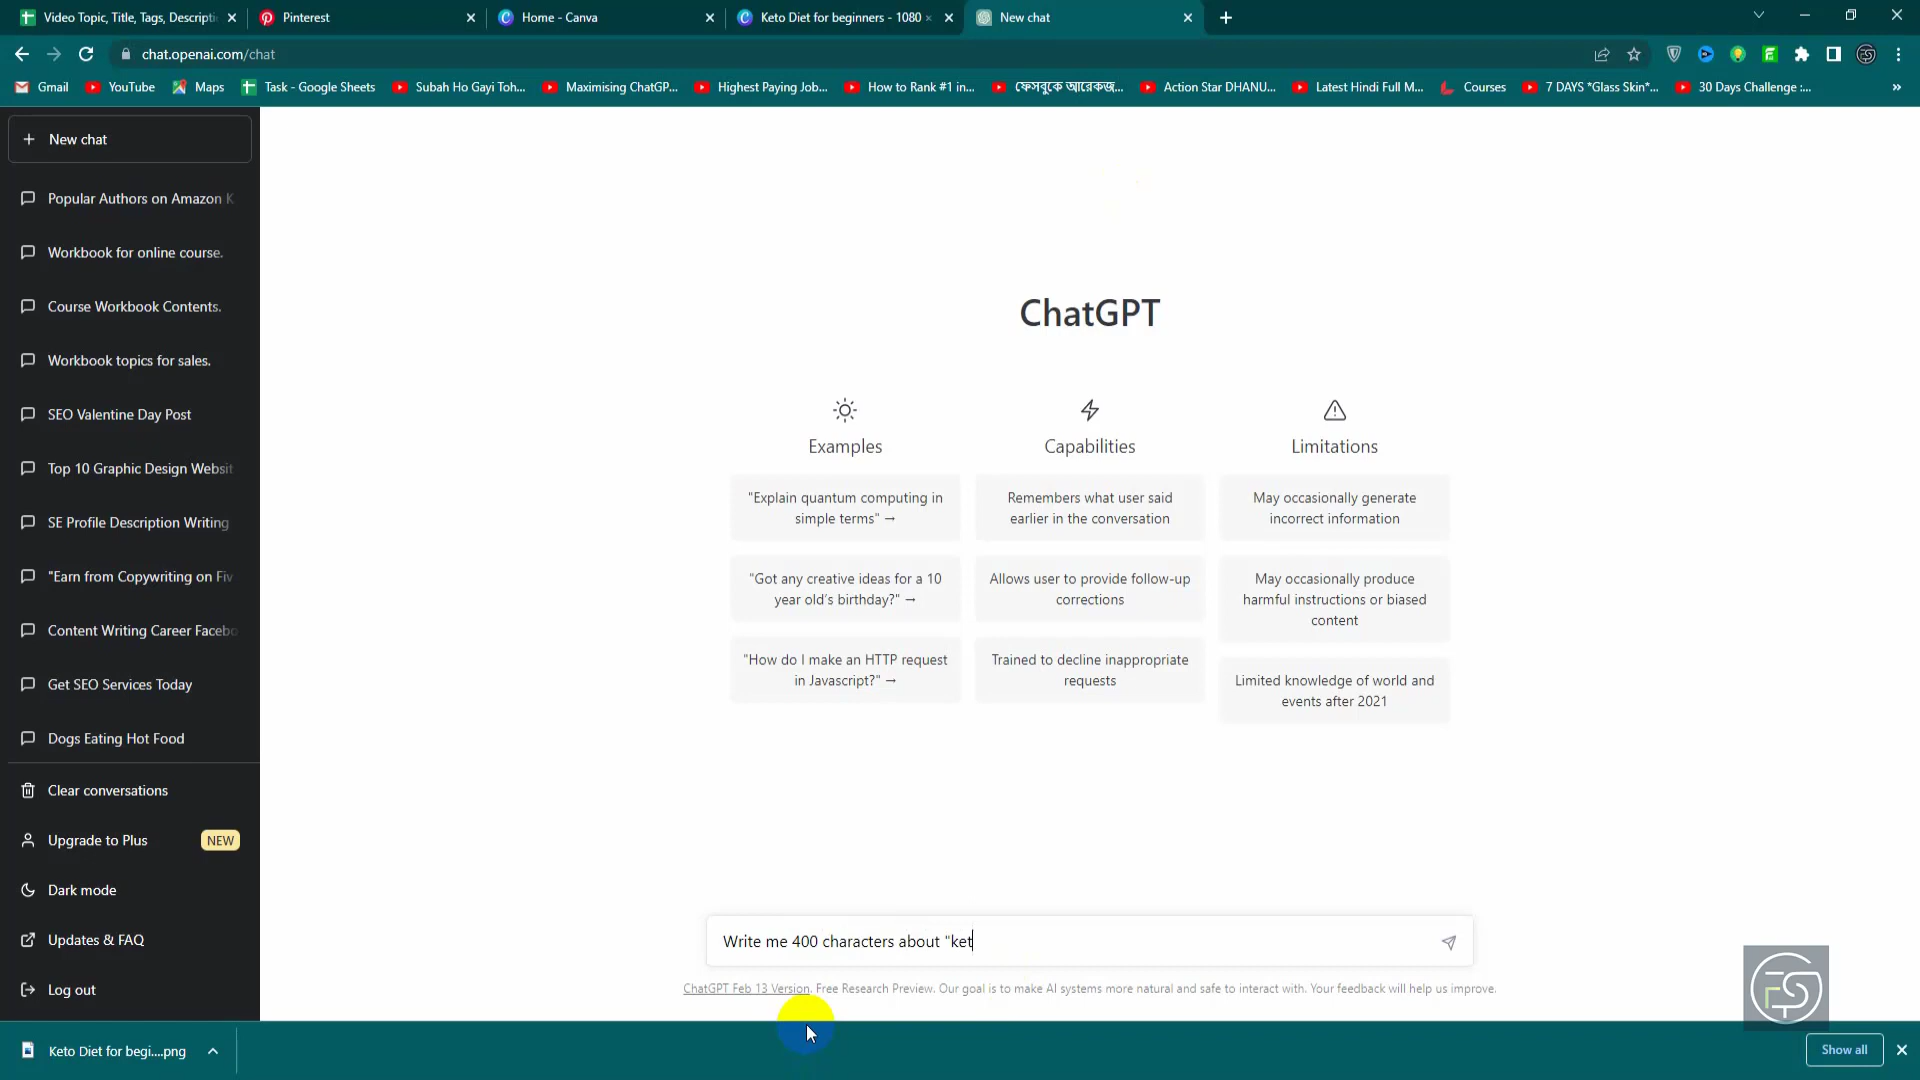 Video Topic, Title, Tags, Descripti
Pinterest
Home - Canva
Keto Diet for beginners - 1080
New chat
chat.openai.com/chat
Gmail
YouTube
Maps
Task - Google Sheets
Subah Ho Gayi Toh...
Maximising ChatGP...
Highest Paying Job...
How to Rank #1 in...
ফেসবুকে আরেকজ...
Action Star DHANU...
Latest Hindi Full M...
Courses
7 DAYS *Glass Skin*...
30 Days Challenge :...
»
New chat
Popular Authors on Amazon K
Workbook for online course.
Course Workbook Contents.
Workbook topics for sales.
SEO Valentine Day Post
Top 10 Graphic Design Websit
SE Profile Description Writing
"Earn from Copywriting on Fiv
Content Writing Career Facebo
Get SEO Services Today
Dogs Eating Hot Food
Clear conversations
Upgrade to Plus
NEW
Dark mode
Updates & FAQ
Log out
ChatGPT
Examples
"Explain quantum computing in
simple terms" →
"Got any creative ideas for a 10
year old's birthday?" →
"How do I make an HTTP request
in Javascript?" →
Capabilities
Remembers what user said
earlier in the conversation
Allows user to provide follow-up
corrections
Trained to decline inappropriate
requests
Limitations
May occasionally generate
incorrect information
May occasionally produce
harmful instructions or biased
content
Limited knowledge of world and
events after 2021
Write me 400 characters about "ket
ChatGPT Feb 13 Version. Free Research Preview. Our goal is to make AI systems more natural and safe to interact with. Your feedback will help us improve.
Keto Diet for begi....png
Show all